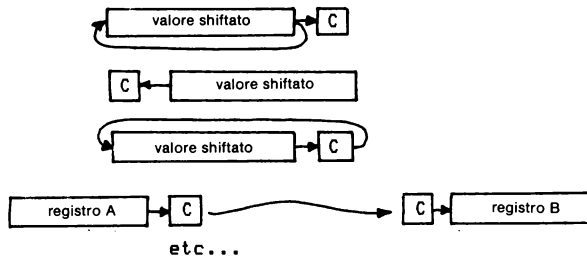 valore shiftato C
C valore shiftato
valore shiftato C
registro A C C registro B
etc...